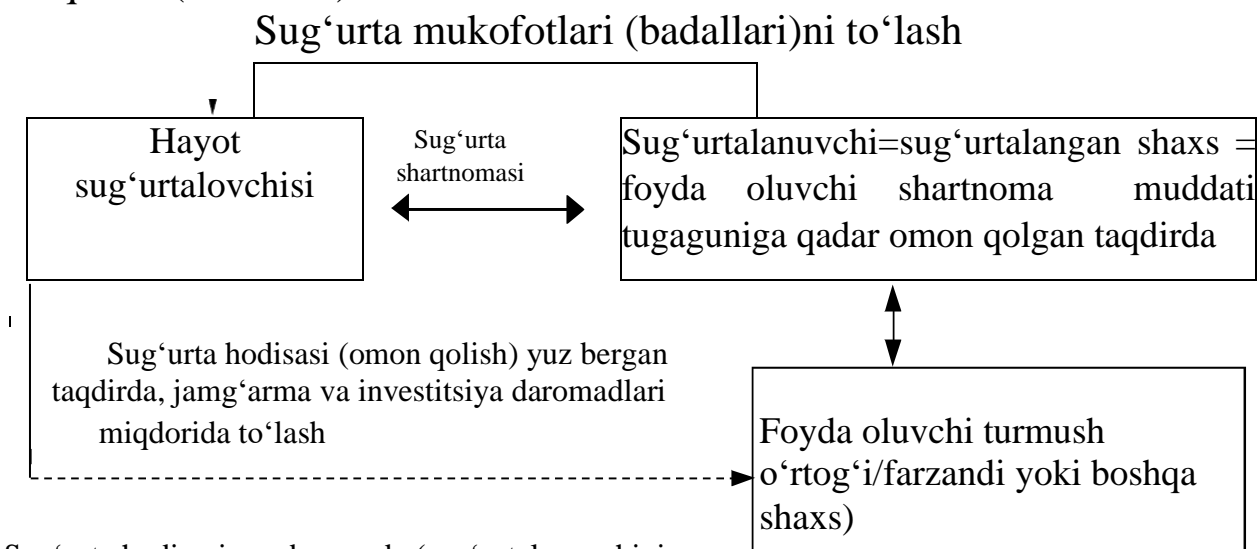 Sug‘urta mukofotlari (badallari)ni to‘lash
Hayot
sug‘urtalovchisi
Sug‘urta
shartnomasi
Sug‘urtalanuvchi=sug‘urtalangan shaxs =
foyda oluvchi shartnoma muddati
tugaguniga qadar omon qolgan taqdirda
Sug‘urta hodisasi (omon qolish) yuz bergan
taqdirda, jamg‘arma va investitsiya daromadlari
miqdorida to‘lash
Foyda oluvchi turmush
o‘rtog‘i/farzandi yoki boshqa
shaxs)